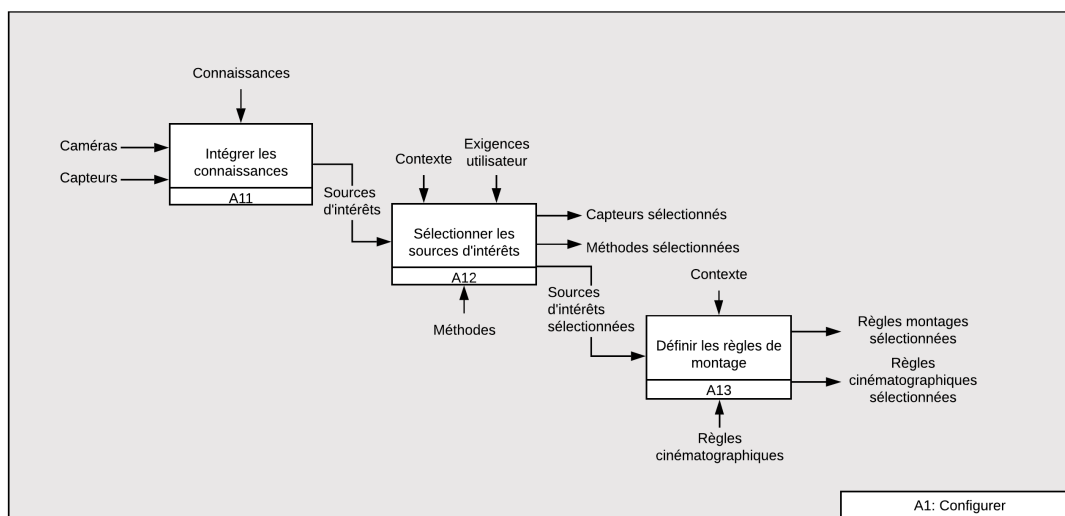 Connaissances
Caméras
Capteurs
Intégrer les
connaissances
A11
Sources
d'intérêts
Contexte
Exigences
utilisateur
Sélectionner les
sources d'intérêts
A12
Méthodes
Capteurs sélectionnés
Méthodes sélectionnées
Sources
d'intérêts
sélectionnées
Contexte
Définir les règles de
montage
A13
Règles
cinématographiques
Règles montages
sélectionnées
Règles
cinématographiques
sélectionnées
A1: Configurer